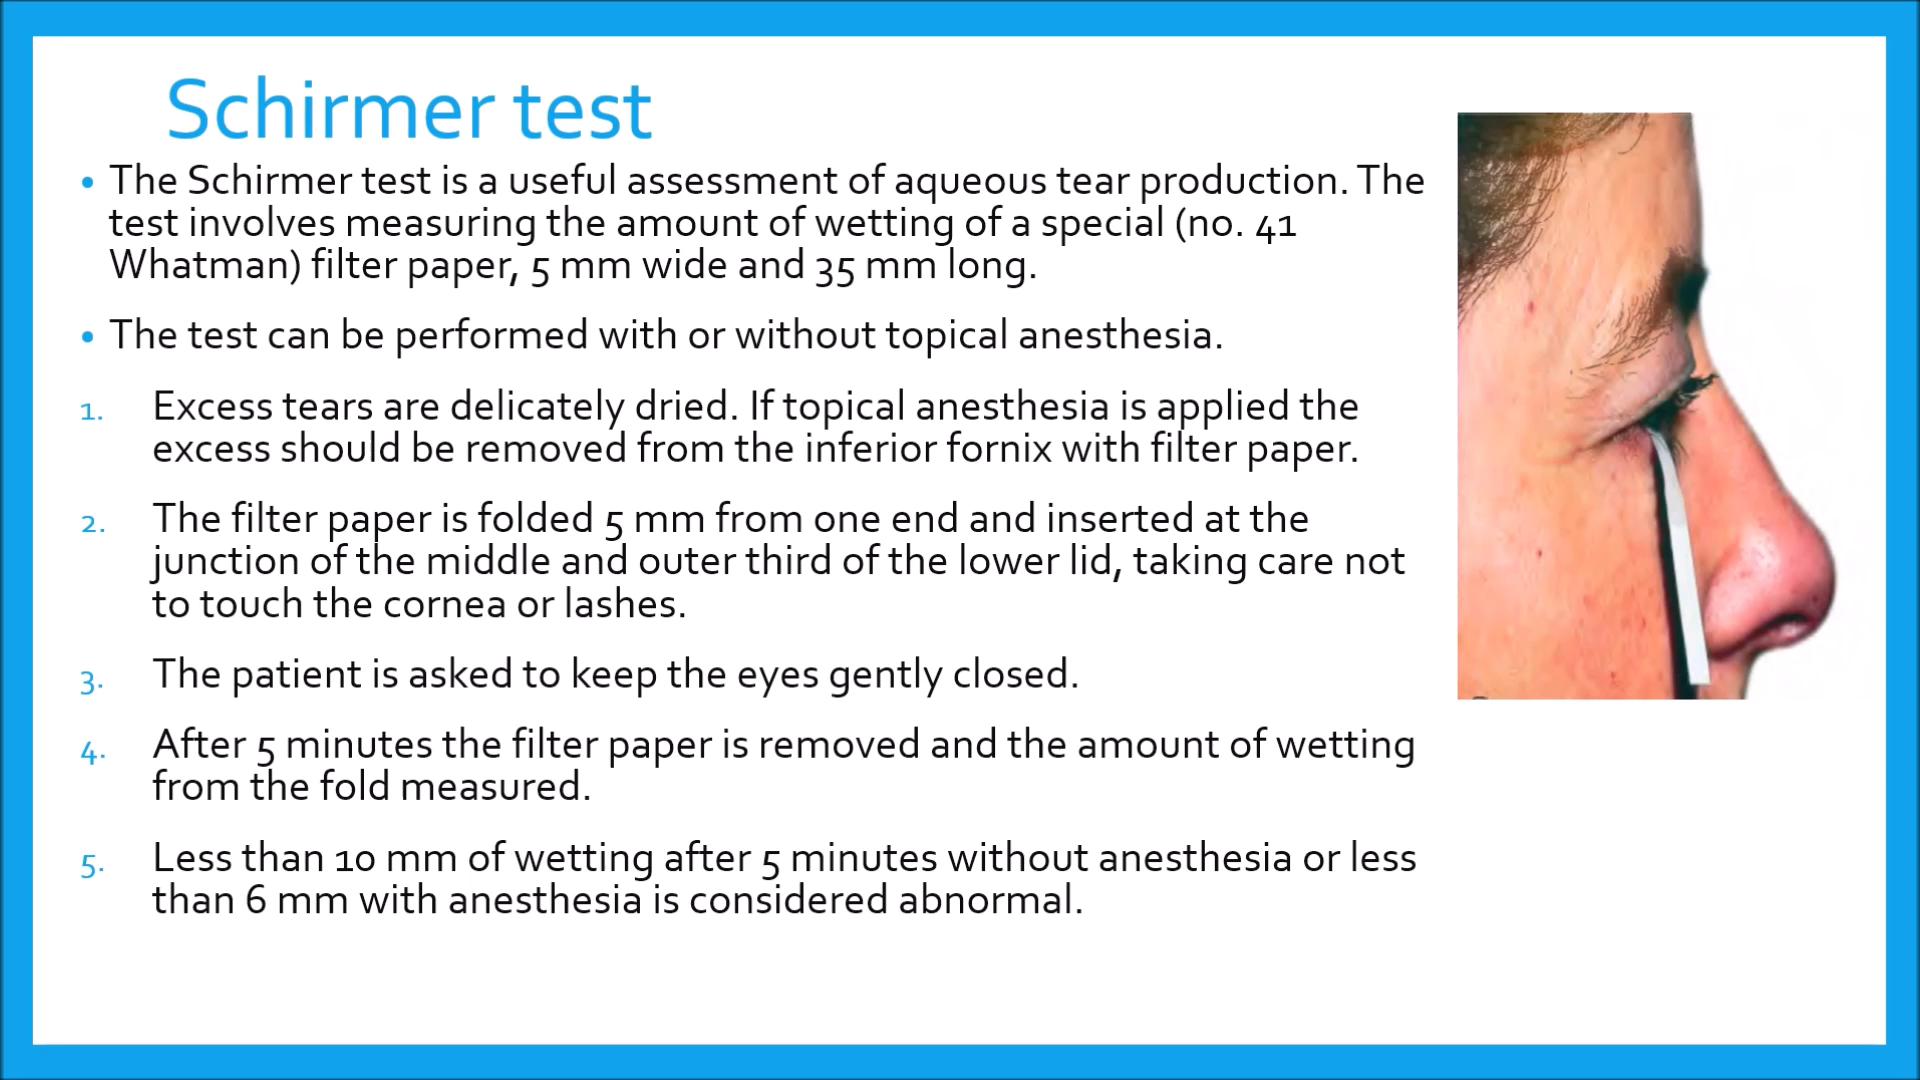 Schirmer test
• The Schirmer test is a useful assessment of aqueous tear production. The
test involves measuring the amount of wetting of a special (no. 41
Whatman) filter paper, 5 mm wide and 35 mm long.
• The test can be performed with or without topical anesthesia.
1. Excess tears are delicately dried. If topical anesthesia is applied the
excess should be removed from the inferior fornix with filter paper.
2. The filter paper is folded 5 mm from one end and inserted at the
junction of the middle and outer third of the lower lid, taking care not
to touch the cornea or lashes.
3. The patient is asked to keep the eyes gently closed.
4. After 5 minutes the filter paper is removed and the amount of wetting
from the fold measured.
5. Less than 10 mm of wetting after 5 minutes without anesthesia or less
than 6 mm with anesthesia is considered abnormal.